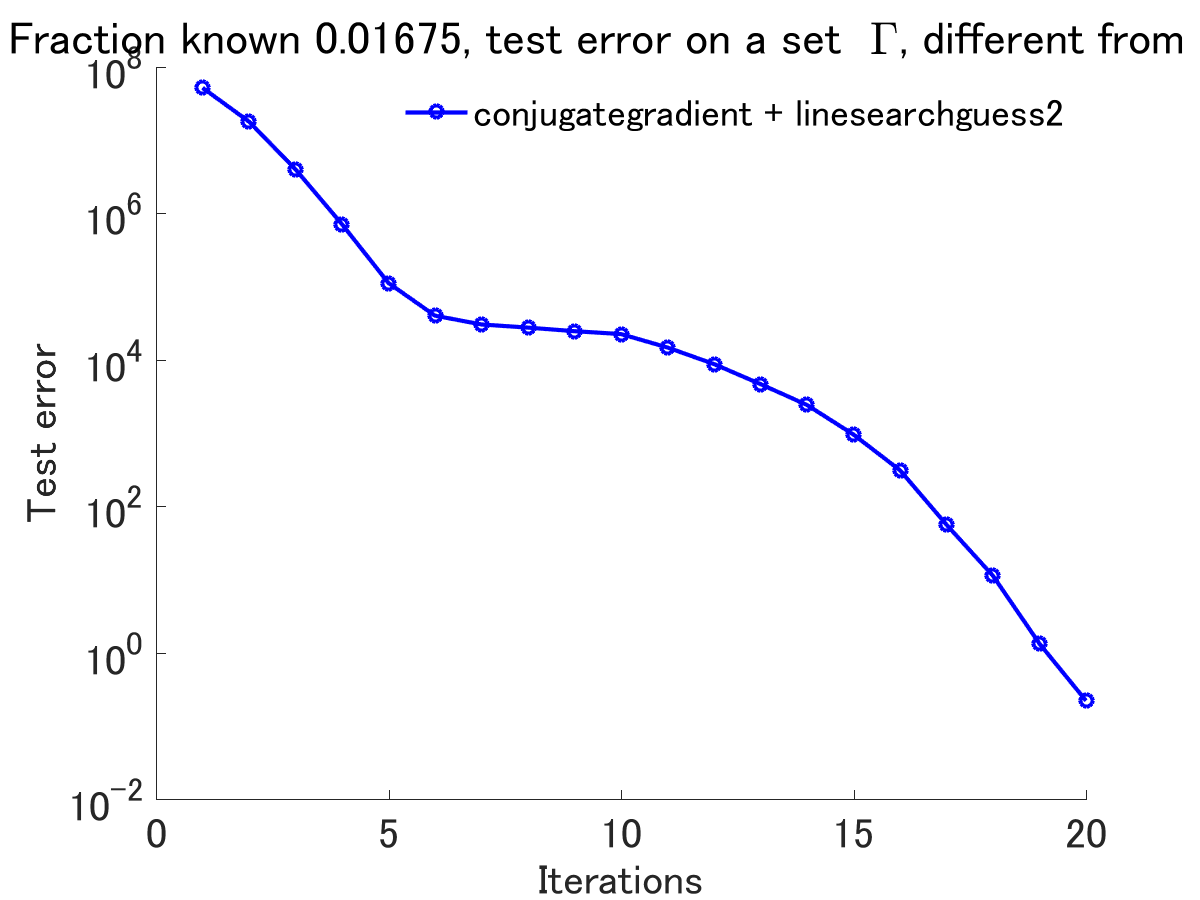 Fraction known 0.01675, test error on a set Γ, different from
conjugategradient + linesearchguess2
10^8
10^6
10^4
10^2
10^0
10^-2
Test error
0 5 10 15 20
Iterations